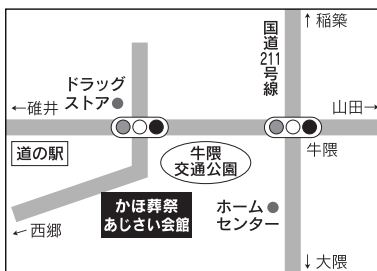 ↑稲築
国道211号線
ドラッグ
ストア
←碓井
山田→
道の駅
牛隈
交通公園
牛隈
かほ葬祭
あじさい会館
ホーム
センター
←西郷
↓大隈